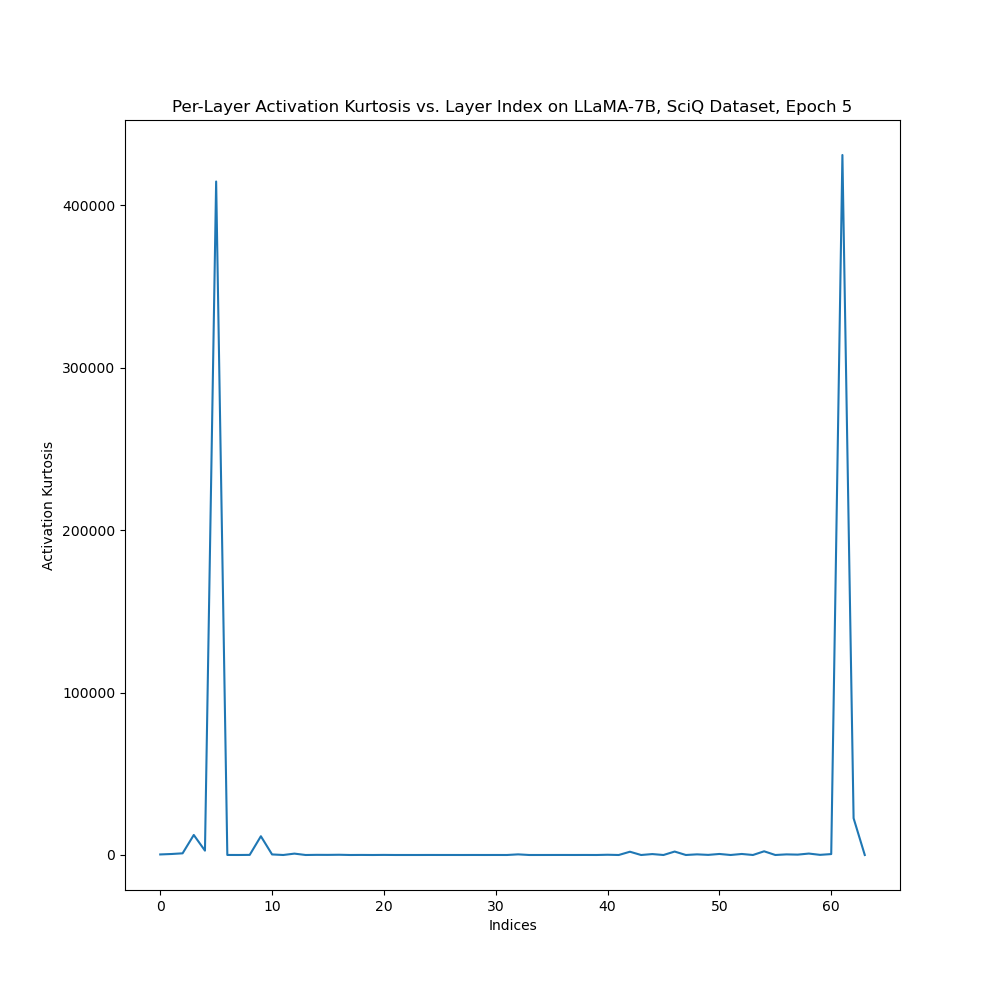 Per-Layer Activation Kurtosis vs. Layer Index on LLaMA-7B, SciQ Dataset, Epoch 5
400000
300000
200000
100000
0
Activation Kurtosis
0 10 20 30 40 50 60
Indices